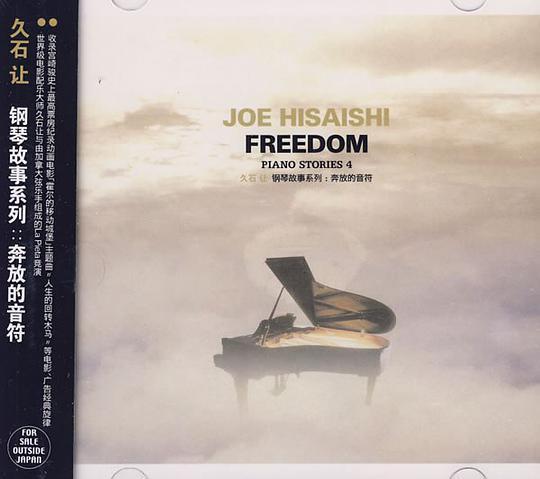 久石 让
钢琴故事系列::奔放的音符
收录宫崎骏史上最高票房纪录动画电影「霍尔的移动城堡」主题曲“人生的回转木马”等电影、广告经典旋律
世界级电影配乐大师久石让与由加拿大弦乐手组成的La Pieta竞演
FOR
SALE
OUTSIDE
JAPAN
JOE HISAISHI
FREEDOM
PIANO STORIES 4
久石 让 钢琴故事系列：奔放的音符